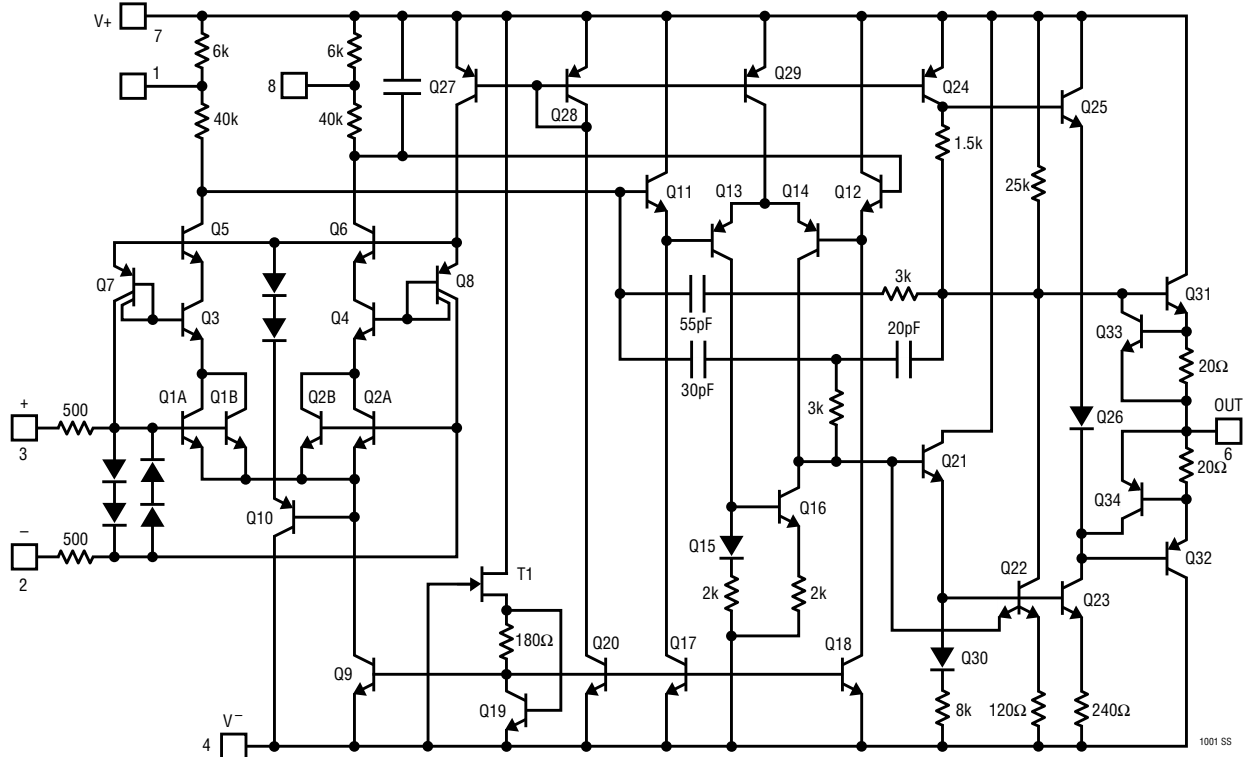 V+
7
6k
6k
1
8
Q27
Q28
Q29
Q24
Q25
40k
40k
1.5k
25k
Q11
Q13
Q14
Q12
Q5
Q6
Q7
Q8
Q3
Q4
3k
55pF
20pF
30pF
Q31
Q33
20Ω
Q1A
Q1B
Q2B
Q2A
3k
+
500
3
Q26
OUT
6
20Ω
Q21
Q34
Q10
Q16
–
500
2
Q15
Q32
T1
Q22
Q23
2k
2k
180Ω
Q20
Q17
Q18
Q30
Q9
Q19
8k
120Ω
240Ω
V–
4
1001 SS